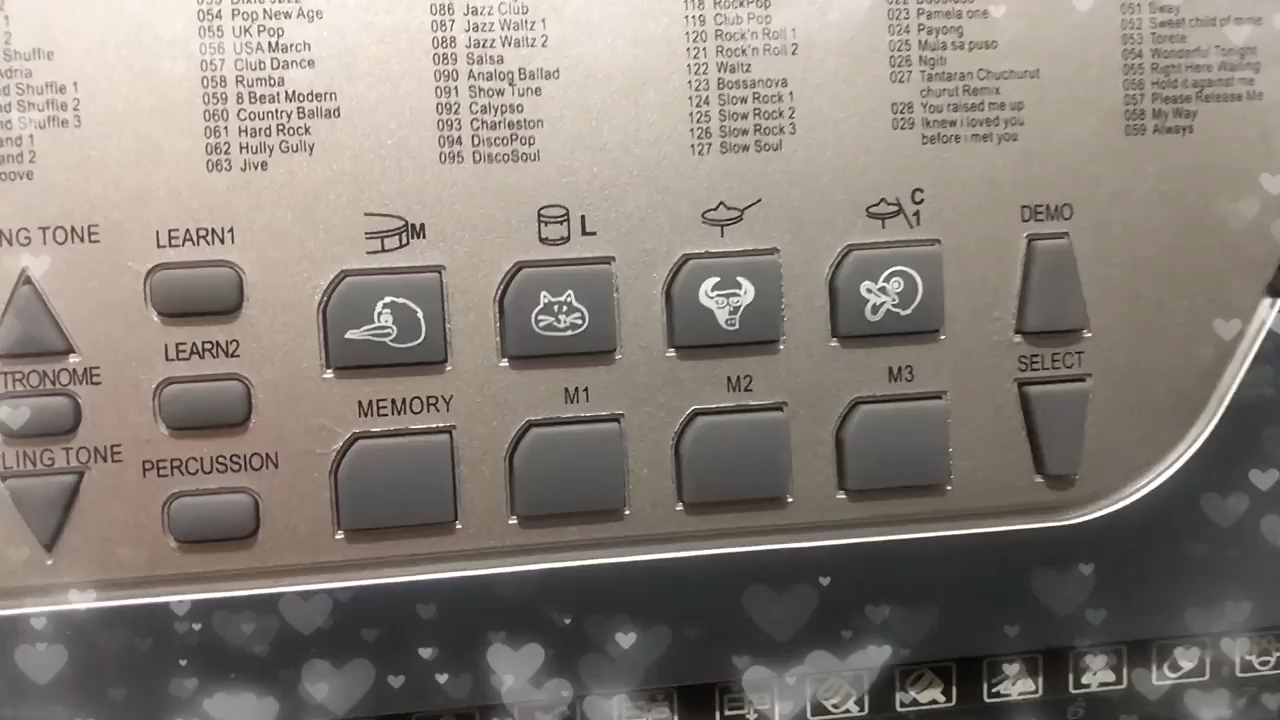 054 Pop New Age
055 UK Pop
056 USA March
057 Club Dance
058 Rumba
059 8 Beat Modern
060 Country Ballad
061 Hard Rock
062 Hully Gully
063 Jive
086 Jazz Club
087 Jazz Waltz 1
088 Jazz Waltz 2
089 Salsa
090 Analog Ballad
091 Show Tune
092 Calypso
093 Charleston
094 DiscoPop
095 DiscoSoul
118 RockPop
119 Club Pop
120 Rock'n Roll 1
121 Rock'n Roll 2
122 Waltz
123 Bossanova
124 Slow Rock 1
125 Slow Rock 2
126 Slow Rock 3
127 Slow Soul
023 Pamela one
024 Payong
025 Mula sa puso
026 Ngiti
027 Tantaran Chuchurut
churut Remix
028 You raised me up
029 Iknew i loved you
before i met you
051 Sway
052 Sweet child of mine
053 Torete
054 Wonderful Tonight
055 Right Here Waiting
056 Hold it against me
057 Please Release Me
058 My Way
059 Always
1
2
Shuffle
Adria
d Shuffle 1
nd Shuffle 2
nd Shuffle 3
and 1
and 2
oove
NG TONE
LEARN1
M
L
C
1
DEMO
TRONOME
LEARN2
SELECT
LING TONE
PERCUSSION
MEMORY
M1
M2
M3